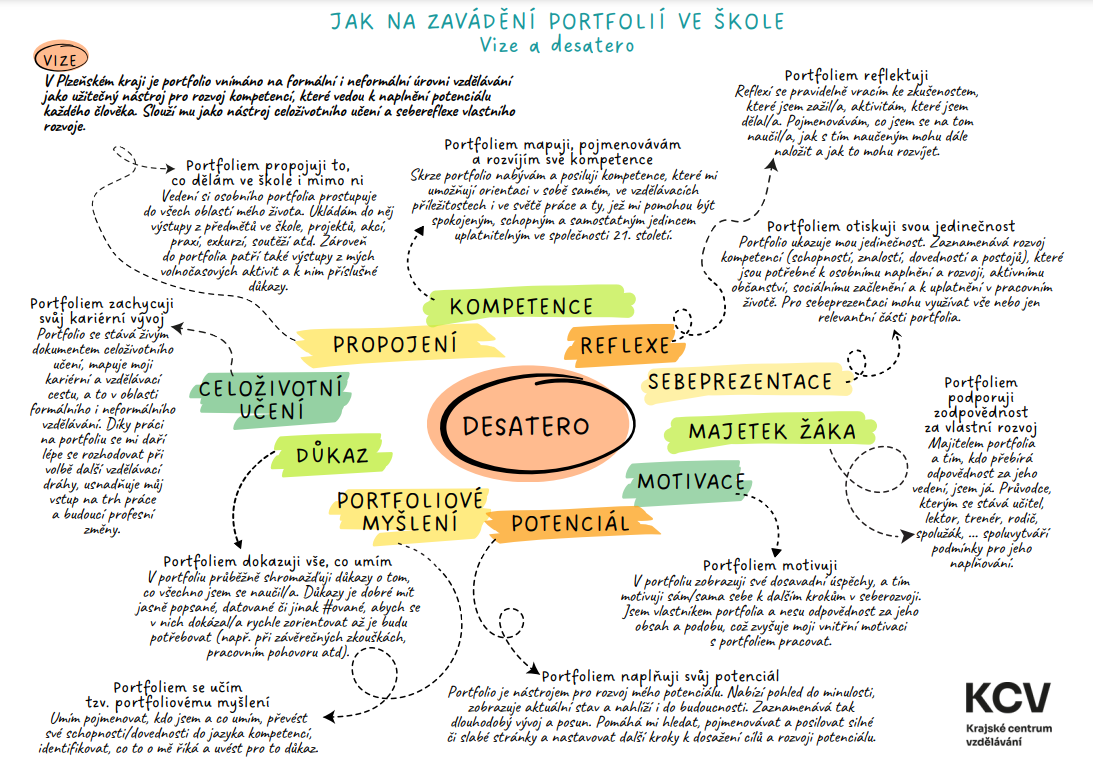 JAK NA ZAVÁDĚNÍ PORTFOLIÍ VE ŠKOLE
Vize a desatero
VIZE
V Plzeňském kraji je portfolio vnímáno na formální i neformální úrovni vzdělávání
jako užitečný nástroj pro rozvoj kompetencí, které vedou k naplnění potenciálu
každého člověka. Slouží mu jako nástroj celoživotního učení a sebereflexe vlastního
rozvoje.
Portfoliem propojuji to,
co dělám ve škole i mimo ni
Vedení si osobního portfolia prostupuje
do všech oblastí mého života. Ukládám do něj
výstupy z předmětů ve škole, projektů, akcí,
praxí, exkurzí, soutěží atd. Zároveň
do portfolia patří také výstupy z mých
volnočasových aktivit a k nim příslušné
důkazy.
Portfoliem mapuji, pojmenovávám
a rozvíjím své kompetence
Skrze portfolio nabývám a posiluji kompetence, které mi
umožňují orientaci v sobě samém, ve vzdělávacích
příležitostech i ve světě práce a ty, jež mi pomohou být
spokojeným, schopným a samostatným jedincem
uplatnitelným ve společnosti 21. století.
Portfoliem reflektuji
Reflexí se pravidelně vracím ke zkušenostem,
které jsem zažil/a, aktivitám, které jsem
dělal/a. Pojmenovávám, co jsem se na tom
naučil/a, jak s tím naučeným mohu dále
naložit a jak to mohu rozvíjet.
Portfoliem otiskuji svou jedinečnost
Portfolio ukazuje mou jedinečnost. Zaznamenává rozvoj
kompetencí (schopností, znalostí, dovedností a postojů), které
jsou potřebné k osobnímu naplnění a rozvoji, aktivnímu
občanství, sociálnímu začlenění a k uplatnění v pracovním
životě. Pro sebeprezentaci mohu využívat vše nebo jen
relevantní části portfolia.
Portfoliem zachycuji
svůj kariérní vývoj
Portfolio se stává živým
dokumentem celoživotního
učení, mapuje moji
kariérní a vzdělávací
cestu, a to v oblasti
formálního i neformálního
vzdělávání. Díky práci
na portfoliu se mi daří
lépe se rozhodovat při
volbě další vzdělávací
dráhy, usnadňuje můj
vstup na trh práce
a budoucí profesní
změny.
KOMPETENCE
PROPOJENÍ
REFLEXE
CELOŽIVOTNÍ
UČENÍ
SEBEPREZENTACE
DESATERO
MAJETEK ŽÁKA
DŮKAZ
MOTIVACE
PORTFOLIOVÉ
MYŠLENÍ
POTENCIÁL
Portfoliem
podporuji
zodpovědnost
za vlastní rozvoj
Majitelem portfolia
a tím, kdo přebírá
odpovědnost za jeho
vedení, jsem já. Průvodce,
kterým se stává učitel,
lektor, trenér, rodič,
spolužák, ... spoluvytváří
podmínky pro jeho
naplňování.
Portfoliem dokazuji vše, co umím
V portfoliu průběžně shromažďuji důkazy o tom,
co všechno jsem se naučil/a. Důkazy je dobré mít
jasně popsané, datované či jinak #ované, abych se
v nich dokázal/a rychle zorientovat až je budu
potřebovat (např. při závěrečných zkouškách,
pracovním pohovoru atd).
Portfoliem motivuji
V portfoliu zobrazuji své dosavadní úspěchy, a tím
motivuji sám/sama sebe k dalším krokům v seberozvoji.
Jsem vlastníkem portfolia a nesu odpovědnost za jeho
obsah a podobu, což zvyšuje moji vnitřní motivaci
s portfoliem pracovat.
Portfoliem se učím
tzv. portfoliovému myšlení
Umím pojmenovat, kdo jsem a co umím, převést
své schopnosti/dovednosti do jazyka kompetencí,
identifikovat, co to o mě říká a uvést pro to důkaz.
Portfoliem naplňuji svůj potenciál
Portfolio je nástrojem pro rozvoj mého potenciálu. Nabízí pohled do minulosti,
zobrazuje aktuální stav a nahlíží i do budoucnosti. Zaznamenává tak
dlouhodobý vývoj a posun. Pomáhá mi hledat, pojmenovávat a posilovat silné
či slabé stránky a nastavovat další kroky k dosažení cílů a rozvoji potenciálu.
KCV
Krajské centrum
vzdělávání